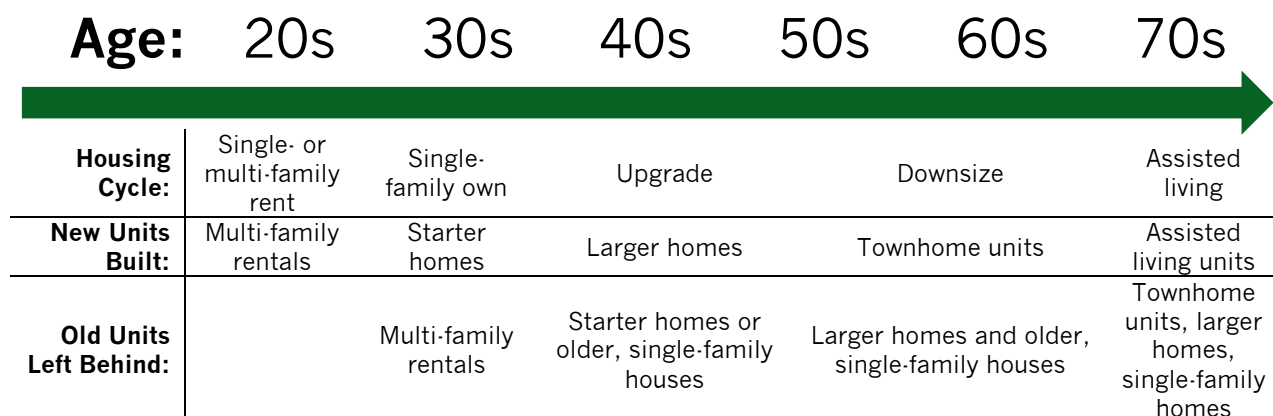 Age: 20s 30s 40s 50s 60s 70s
Housing Cycle:
Single- or multi-family rent
Single-family own
Upgrade
Downsize
Assisted living
New Units Built:
Multi-family rentals
Starter homes
Larger homes
Townhome units
Assisted living units
Old Units Left Behind:
Multi-family rentals
Starter homes or older, single-family houses
Larger homes and older, single-family houses
Townhome units, larger homes, single-family homes